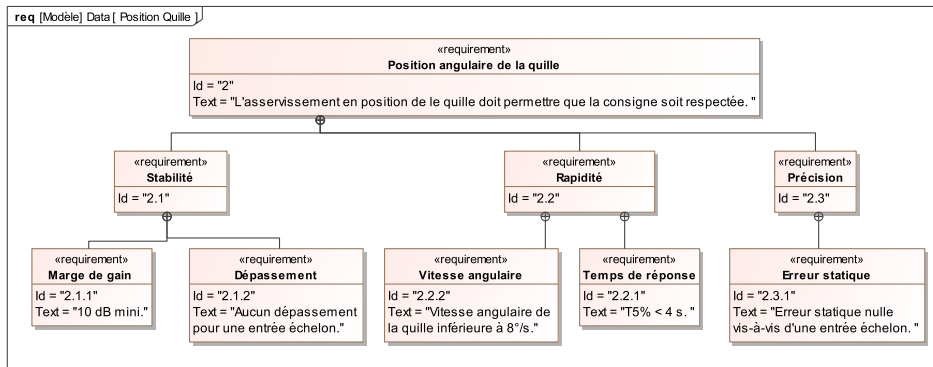 req [Modèle] Data [ Position Quille ]
«requirement»
Position angulaire de la quille
Id = "2"
Text = "L'asservissement en position de le quille doit permettre que la consigne soit respectée. "
«requirement»
Stabilité
Id = "2.1"
«requirement»
Rapidité
Id = "2.2"
«requirement»
Précision
Id = "2.3"
«requirement»
Marge de gain
Id = "2.1.1"
Text = "10 dB mini."
«requirement»
Dépassement
Id = "2.1.2"
Text = "Aucun dépassement
pour une entrée échelon."
«requirement»
Vitesse angulaire
Id = "2.2.2"
Text = "Vitesse angulaire de
la quille inférieure à 8°/s."
«requirement»
Temps de réponse
Id = "2.2.1"
Text = "T5% < 4 s. "
«requirement»
Erreur statique
Id = "2.3.1"
Text = "Erreur statique nulle
vis-à-vis d'une entrée échelon. "